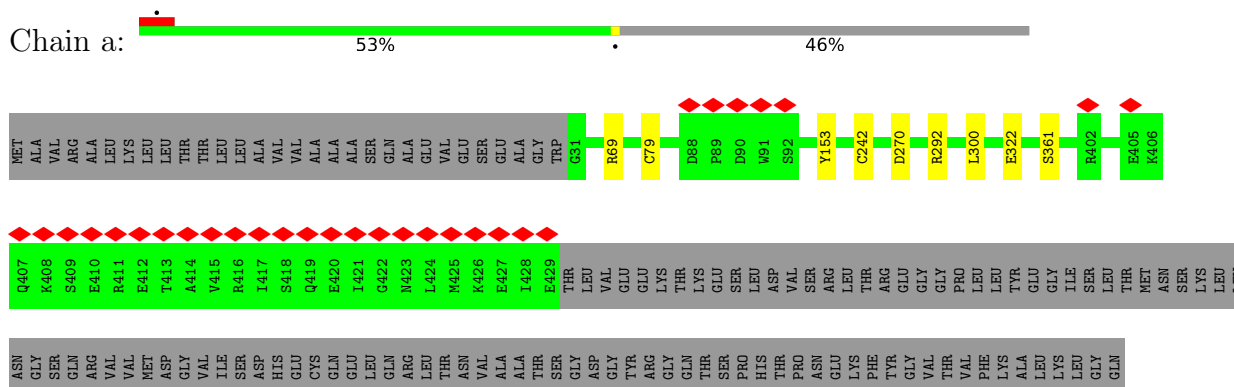 Chain a:
53%
46%
MET ALA VAL ARG ALA LEU LYS LEU LEU THR THR LEU LEU ALA VAL VAL ALA ALA ALA SER GLN ALA GLU VAL GLU SER GLU ALA GLY TRP G31 R69 C79 D88 P89 D90 W91 S92 Y153 C242 D270 R292 L300 E322 S361 R402 E405 K406
Q407 K408 S409 E410 R411 E412 T413 A414 V415 R416 I417 S418 Q419 E420 I421 G422 N423 L424 M425 K426 E427 I428 E429 THR LEU VAL GLU GLU LYS THR LYS GLU SER LEU ASP VAL SER ARG LEU THR ARG GLU GLY GLY PRO LEU LEU TYR GLU GLY ILE SER LEU THR MET ASN SER LYS LEU
ASN GLY SER GLN ARG VAL VAL MET ASP GLY VAL ILE SER ASP HIS GLU CYS GLN GLU LEU GLN ARG LEU THR ASN VAL ALA ALA THR SER GLY ASP GLY TYR ARG GLY GLN THR SER PRO HIS THR PRO ASN GLU LYS PHE TYR GLY VAL THR VAL PHE LYS ALA LEU LYS LEU GLY GLN